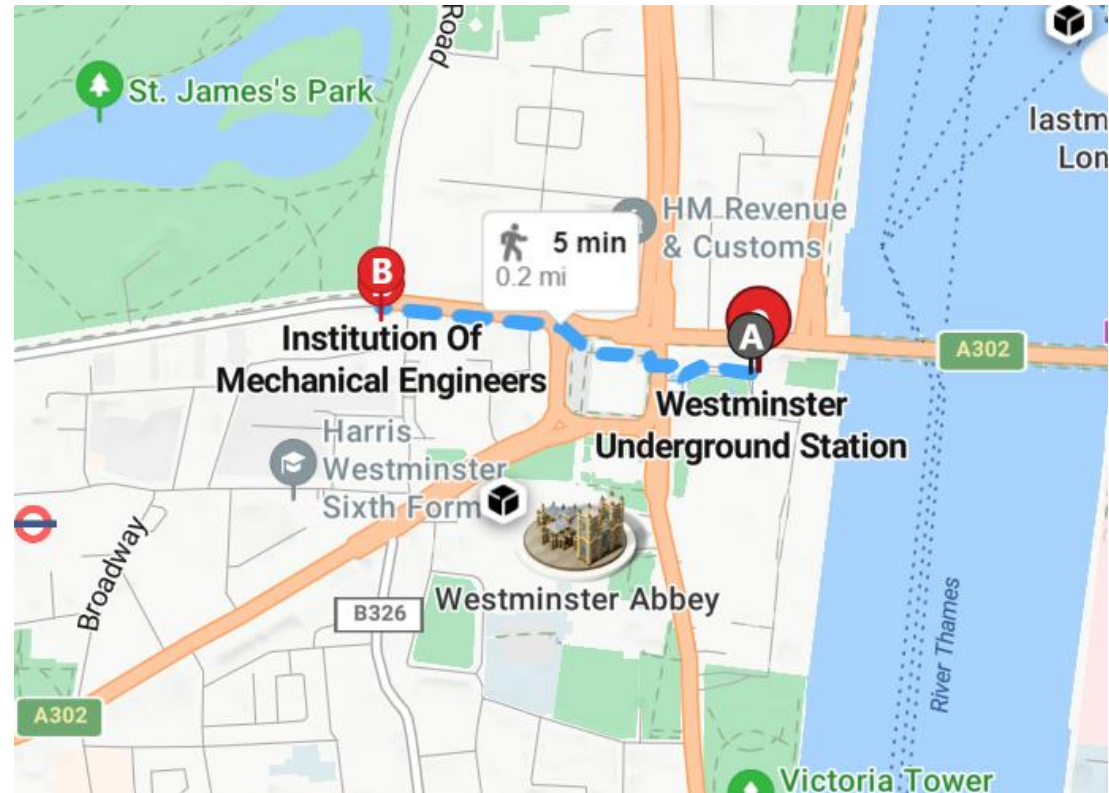 Road
St. James's Park
lastm
Lon
HM Revenue
& Customs
5 min
0.2 mi
B
A
A302
Institution Of
Mechanical Engineers
Westminster
Underground Station
Harris
Westminster
Sixth Form
Broadway
Westminster Abbey
B326
River Thames
A302
Victoria Tower